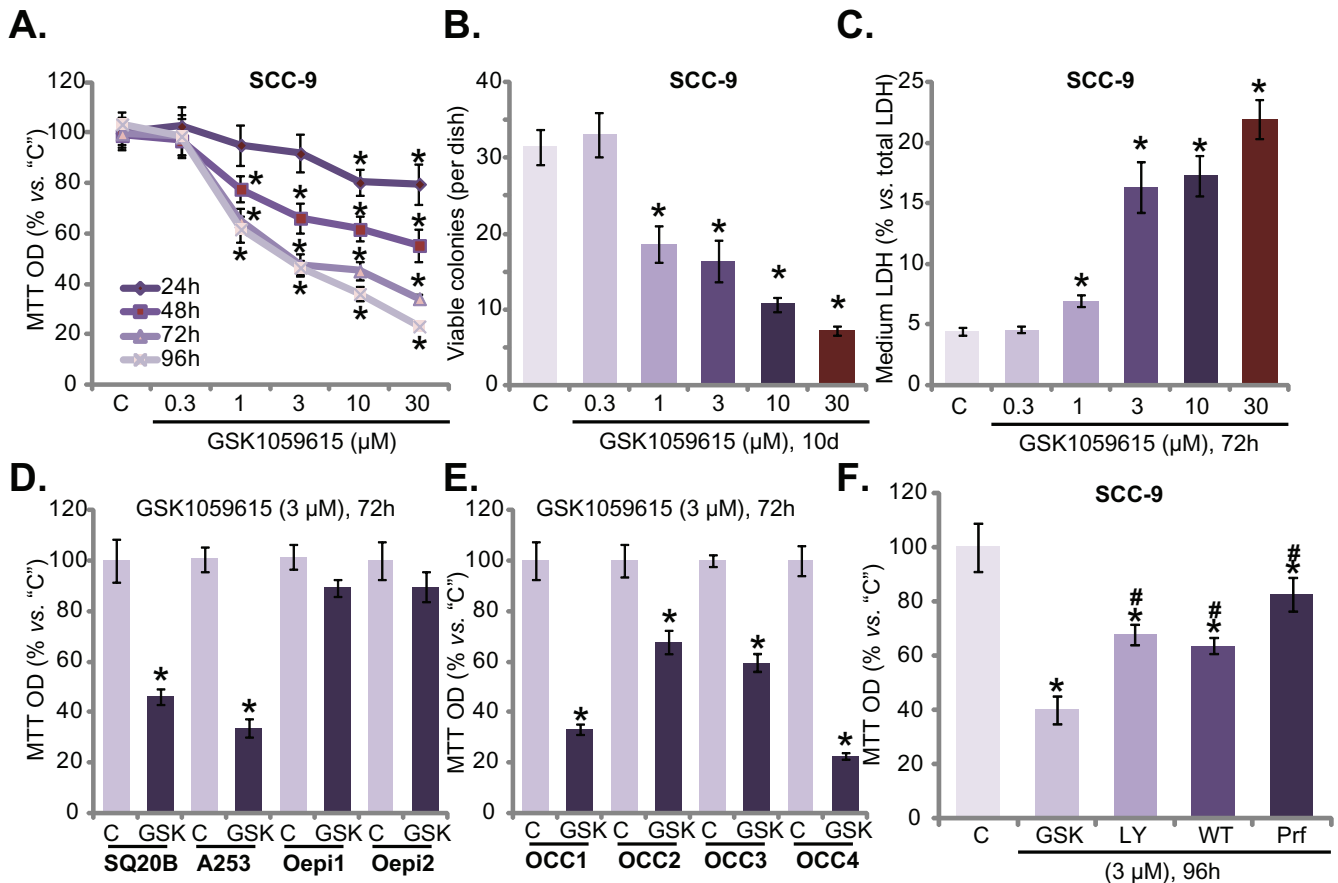 A.
SCC-9
MTT OD (% vs. “C”)
120
100
80
60
40
20
0
* *
* * * *
* * * *
* * * *
24h
48h
72h
96h
C 0.3 1 3 10 30
GSK1059615 (µM)
B.
SCC-9
Viable colonies (per dish)
40
30
20
10
0
* * * *
C 0.3 1 3 10 30
GSK1059615 (µM), 10d
C.
SCC-9
Medium LDH (% vs. total LDH)
25
20
15
10
5
0
* * * *
C 0.3 1 3 10 30
GSK1059615 (µM), 72h
D.
GSK1059615 (3 µM), 72h
MTT OD (% vs. “C”)
120
100
80
60
40
20
0
* *
C GSK C GSK C GSK C GSK
SQ20B A253 Oepi1 Oepi2
E.
GSK1059615 (3 µM), 72h
MTT OD (% vs. “C”)
120
100
80
60
40
20
0
* * * *
C GSK C GSK C GSK C GSK
OCC1 OCC2 OCC3 OCC4
F.
SCC-9
MTT OD (% vs. “C”)
120
100
80
60
40
20
0
# # #
* * * *
C GSK LY WT Prf
(3 µM), 96h